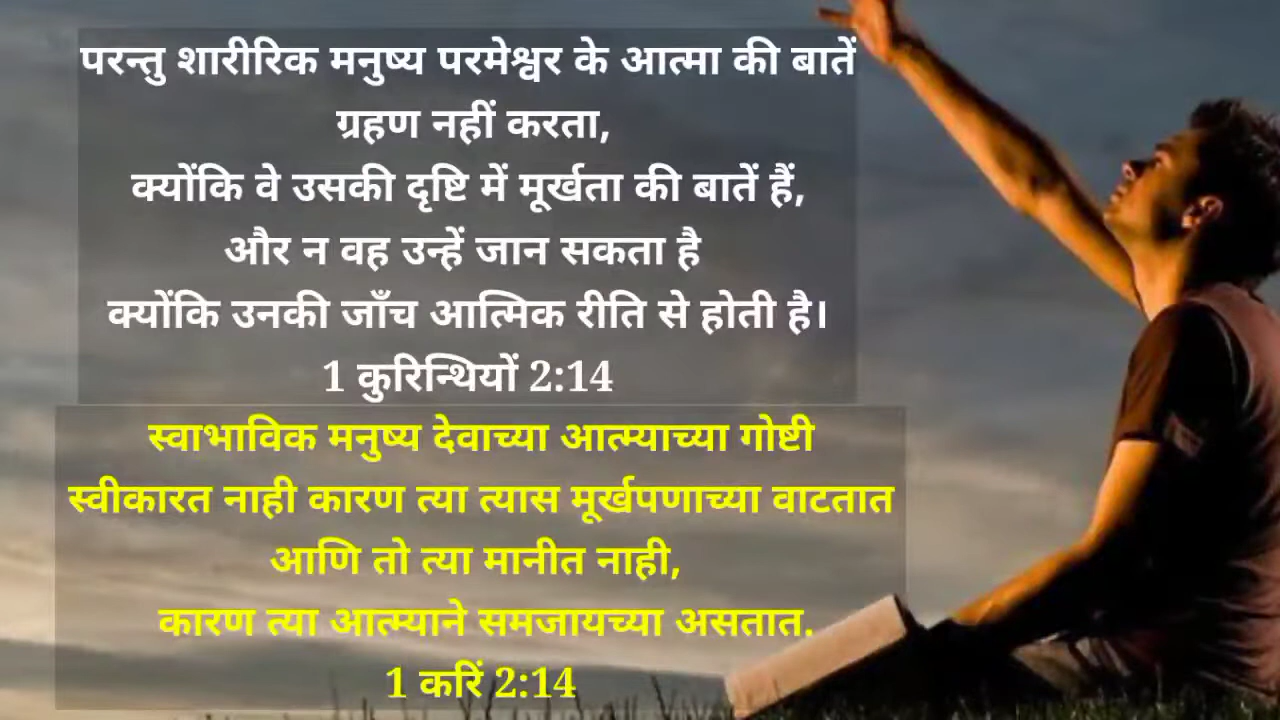 परन्तु शारीरिक मनुष्य परमेश्वर के आत्मा की बातें
ग्रहण नहीं करता,
क्योंकि वे उसकी दृष्टि में मूर्खता की बातें हैं,
और न वह उन्हें जान सकता है
क्योंकि उनकी जाँच आत्मिक रीति से होती है।
1 कुरिन्थियों 2:14
स्वाभाविक मनुष्य देवाच्या आत्म्याच्या गोष्टी
स्वीकारत नाही कारण त्या त्यास मूर्खपणाच्या वाटतात
आणि तो त्या मानीत नाही,
कारण त्या आत्म्याने समजायच्या असतात.
1 करिं 2:14